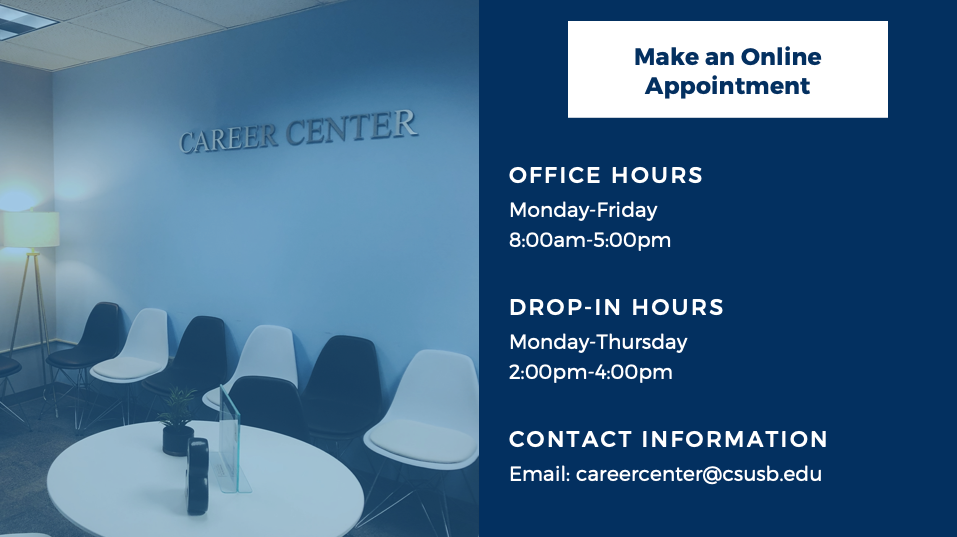 CAREER CENTER
Make an Online
Appointment
OFFICE HOURS
Monday-Friday
8:00am-5:00pm
DROP-IN HOURS
Monday-Thursday
2:00pm-4:00pm
CONTACT INFORMATION
Email: careercenter@csusb.edu